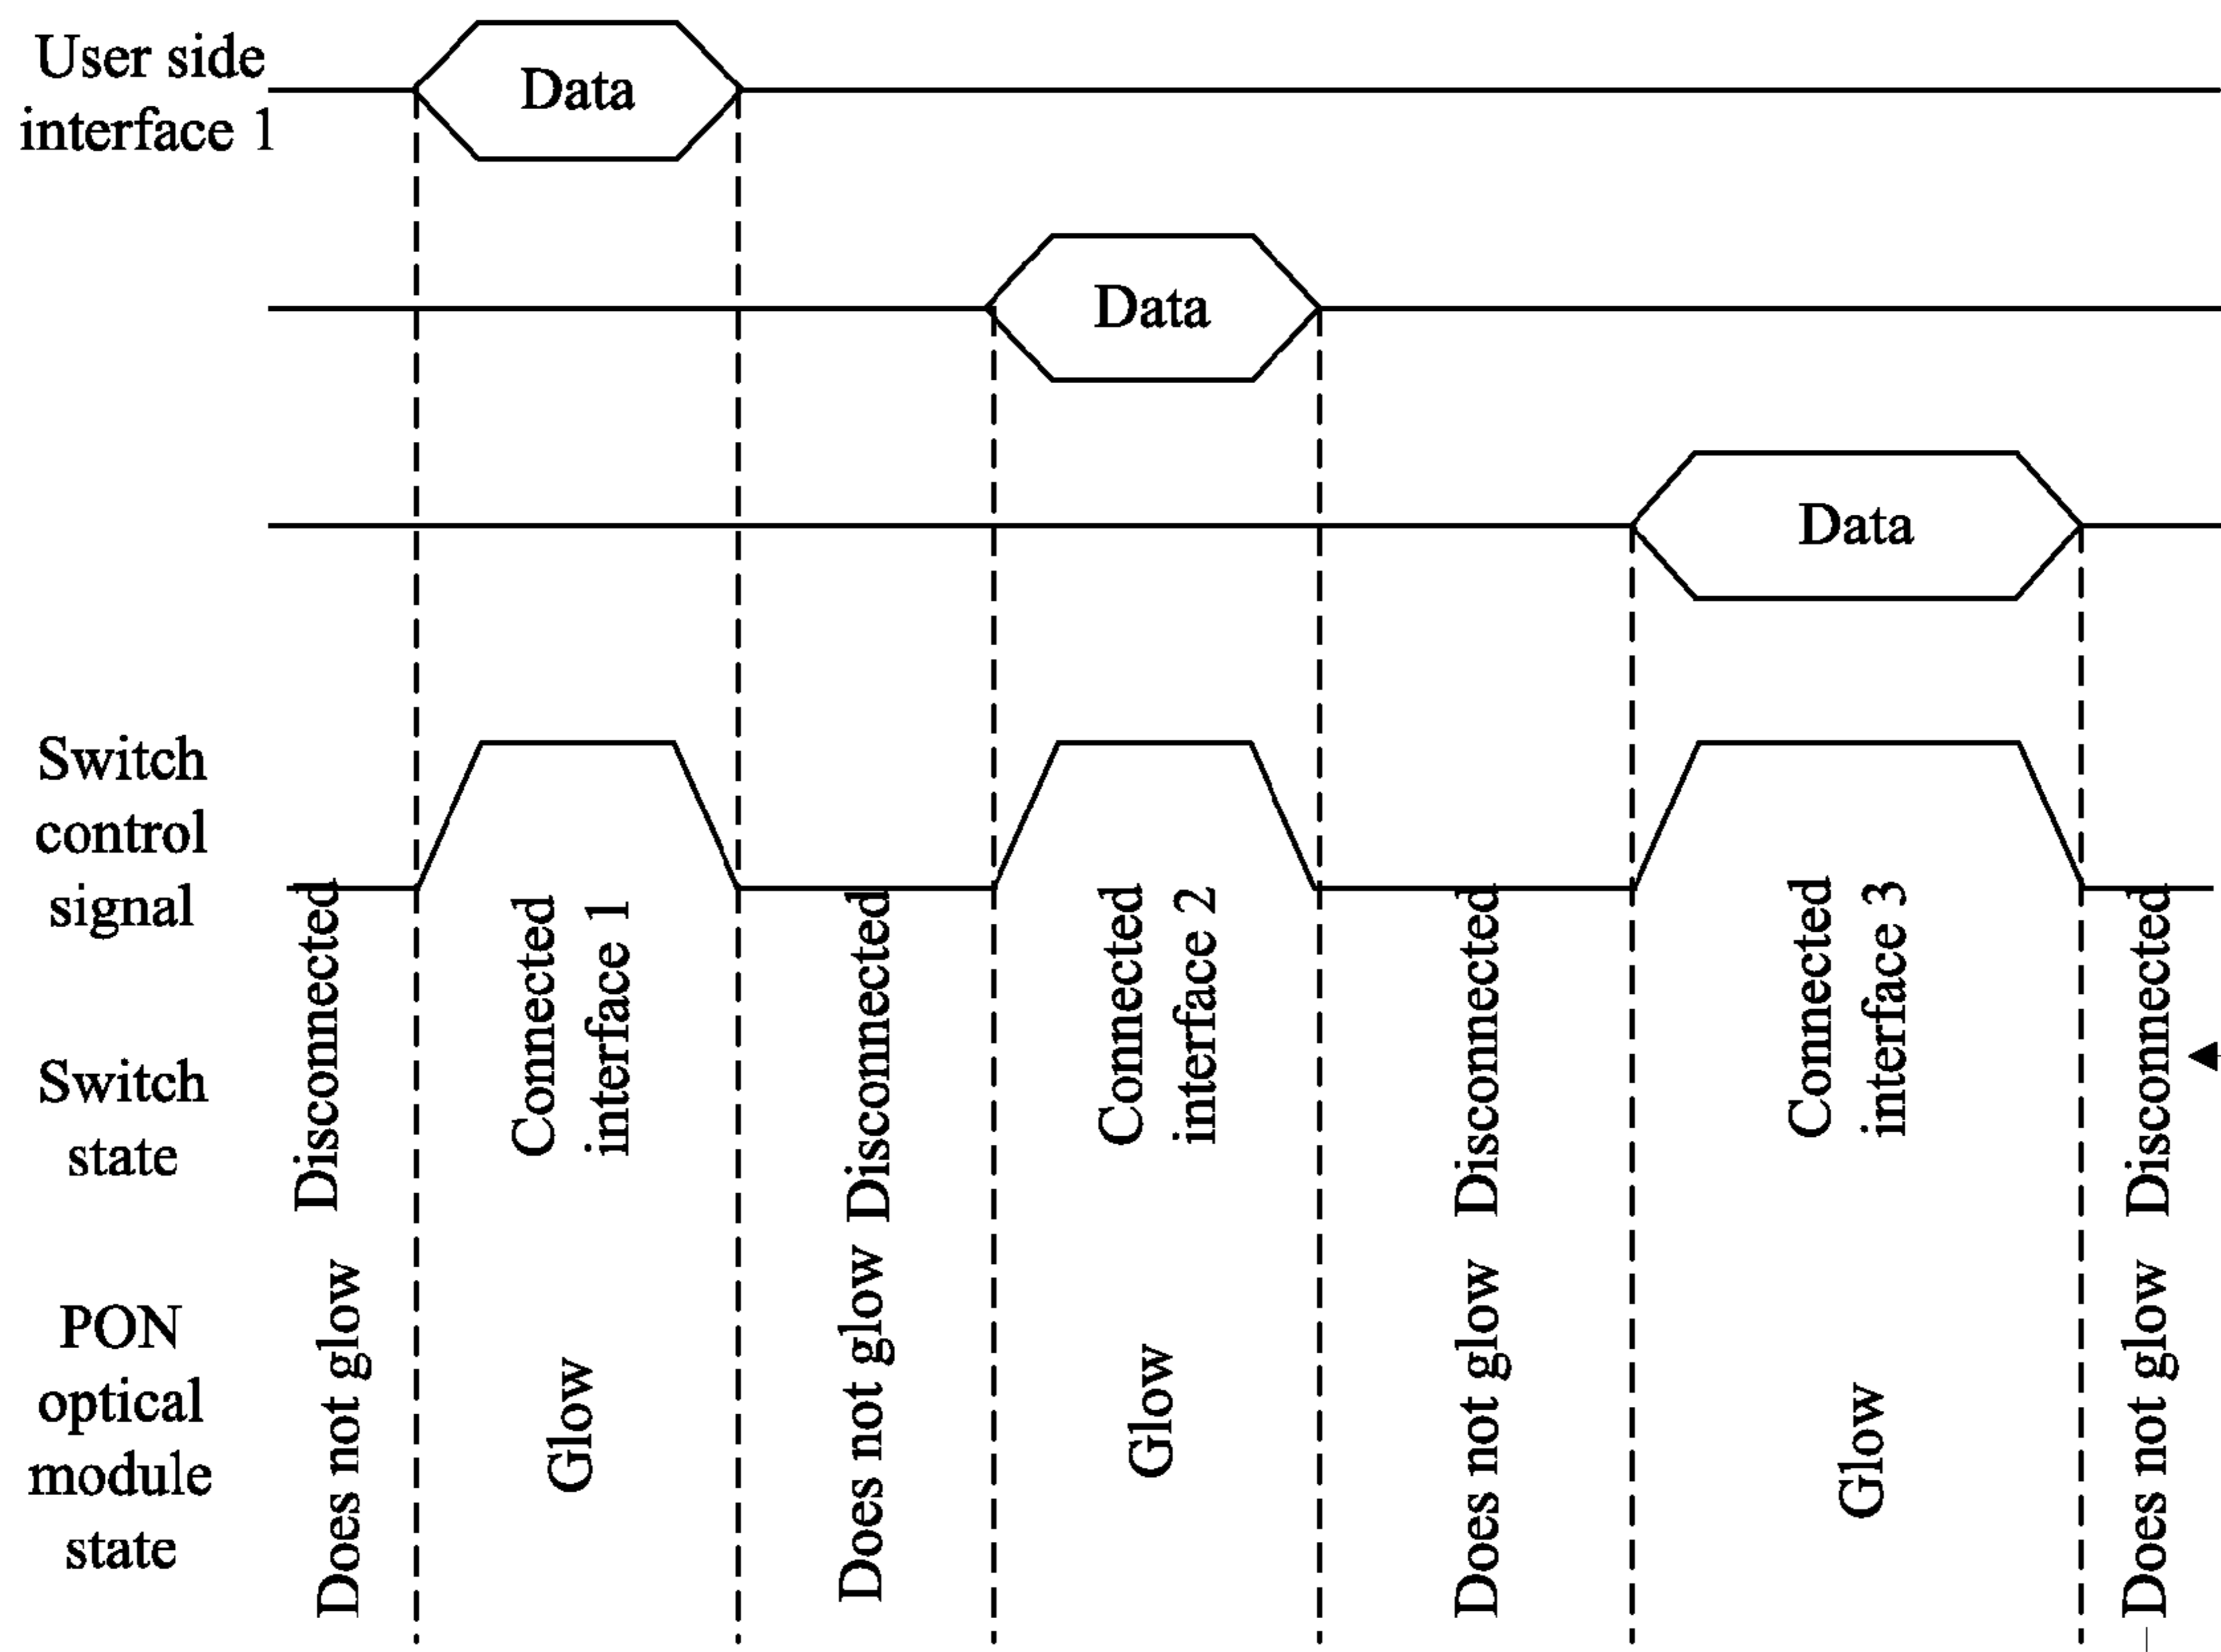 User side
interface 1
Data
Data
Data
Switch
control
signal
Switch
state
Disconnected
Connected
interface 1
Disconnected
Connected
interface 2
Disconnected
Connected
interface 3
Disconnected
PON
optical
module
state
Does not glow
Glow
Does not glow
Glow
Does not glow
Glow
Does not glow